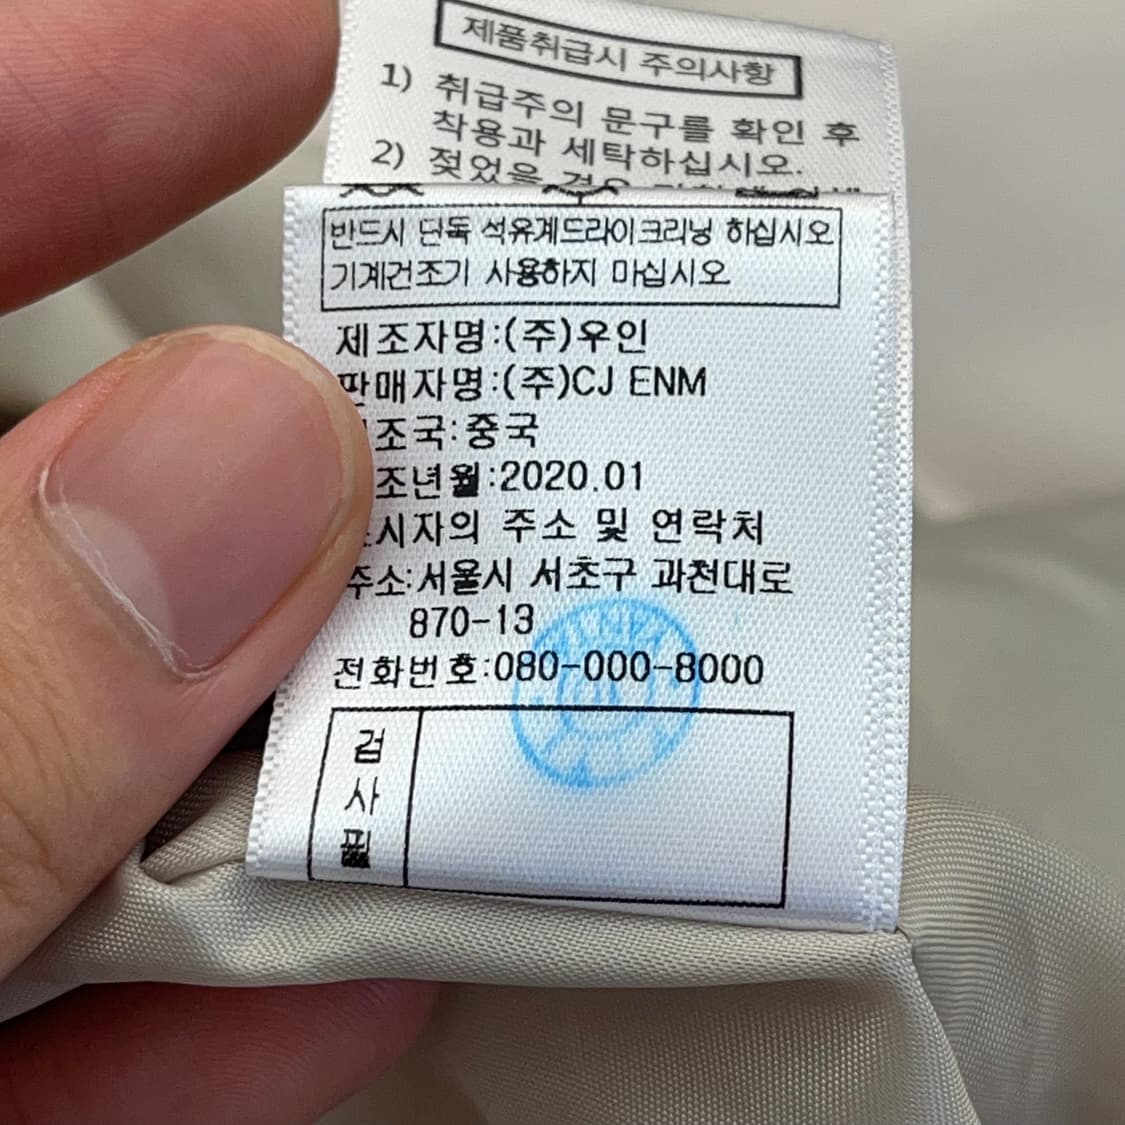 제품취급시 주의사항
1) 취급주의 문구를 확인 후
착용과 세탁하십시오.
2) 젖었을
반드시 단독 석유계드라이크리닝 하십시오
기계건조기 사용하지 마십시오
제조자명:(주)우인
판매자명:(주)CJ ENM
조국:중국
조년월:2020.01
시자의 주소 및 연락처
주소:서울시 서초구 과천대로
870-13
전화번호:080-000-8000
검
사
필